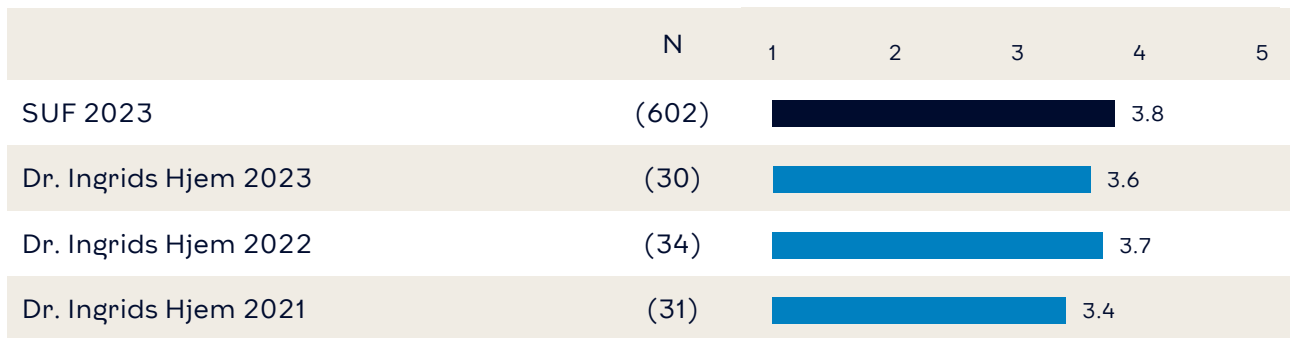 N 1 2 3 4 5
SUF 2023 (602) 3.8
Dr. Ingrids Hjem 2023 (30) 3.6
Dr. Ingrids Hjem 2022 (34) 3.7
Dr. Ingrids Hjem 2021 (31) 3.4